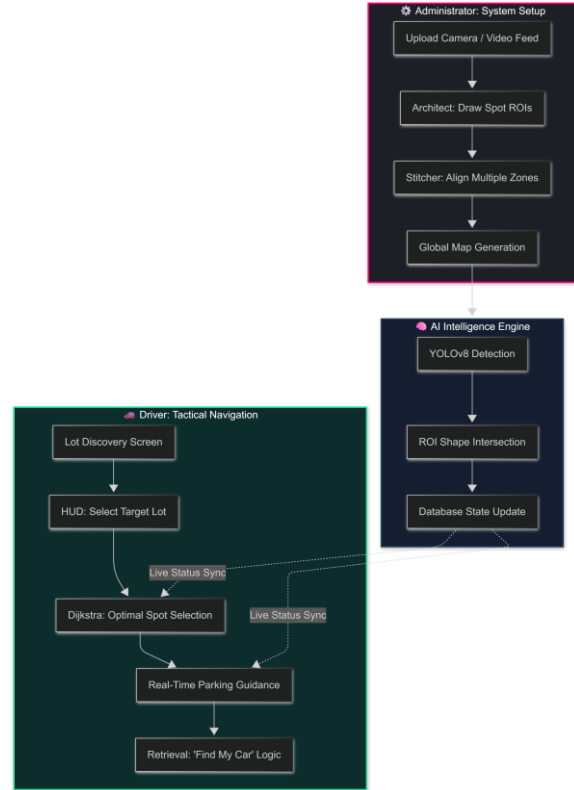 ⚙️ Administrator: System Setup
Upload Camera / Video Feed
Architect: Draw Spot ROIs
Stitcher: Align Multiple Zones
Global Map Generation
🧠 AI Intelligence Engine
YOLOv8 Detection
ROI Shape Intersection
Database State Update
🚗 Driver: Tactical Navigation
Lot Discovery Screen
HUD: Select Target Lot
Live Status Sync
Dijkstra: Optimal Spot Selection
Live Status Sync
Real-Time Parking Guidance
Retrieval: 'Find My Car' Logic